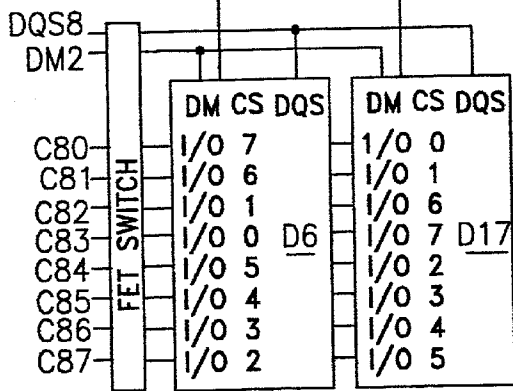 DQS8
DM2
DM CS DQS
DM CS DQS
C80
I/O 7
1/O 0
C81
I/O 6
I/O 1
C82
I/O 1
I/O 6
C83
I/O 0
D6
I/O 7
D17
C84
I/O 5
I/O 2
C85
I/O 4
I/O 3
C86
I/O 3
I/O 4
C87
I/O 2
I/O 5
FET SWITCH